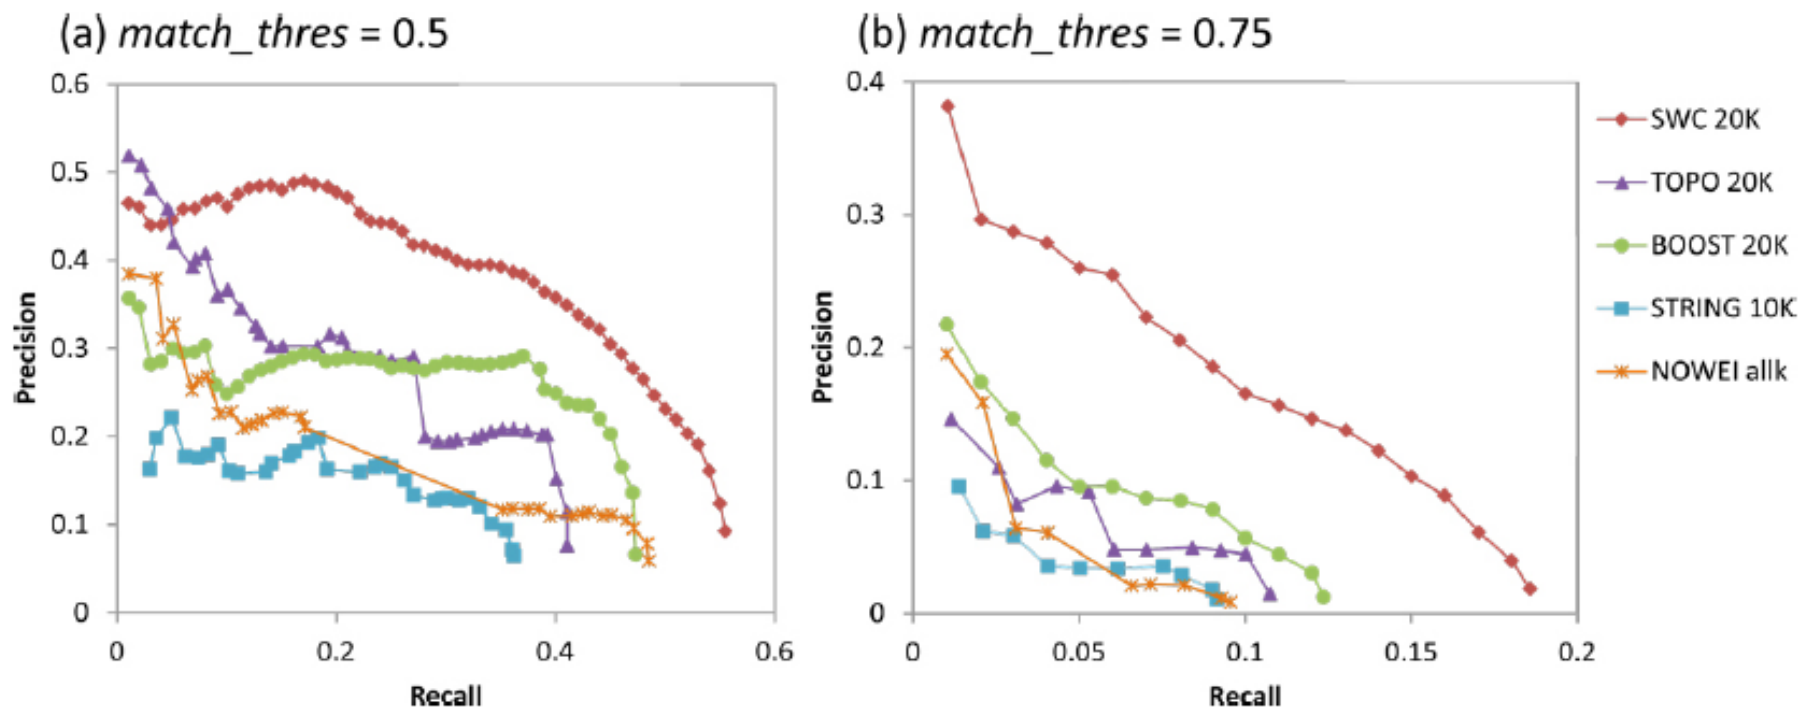 (a) match_thres = 0.5
0.6
0.5
0.4
0.3
0.2
0.1
0
Precision
0
0.2
0.4
0.6
Recall
(b) match_thres = 0.75
0.4
0.3
0.2
0.1
0
Precision
0
0.05
0.1
0.15
0.2
Recall
SWC 20K
TOPO 20K
BOOST 20K
STRING 10K
NOWEI allk